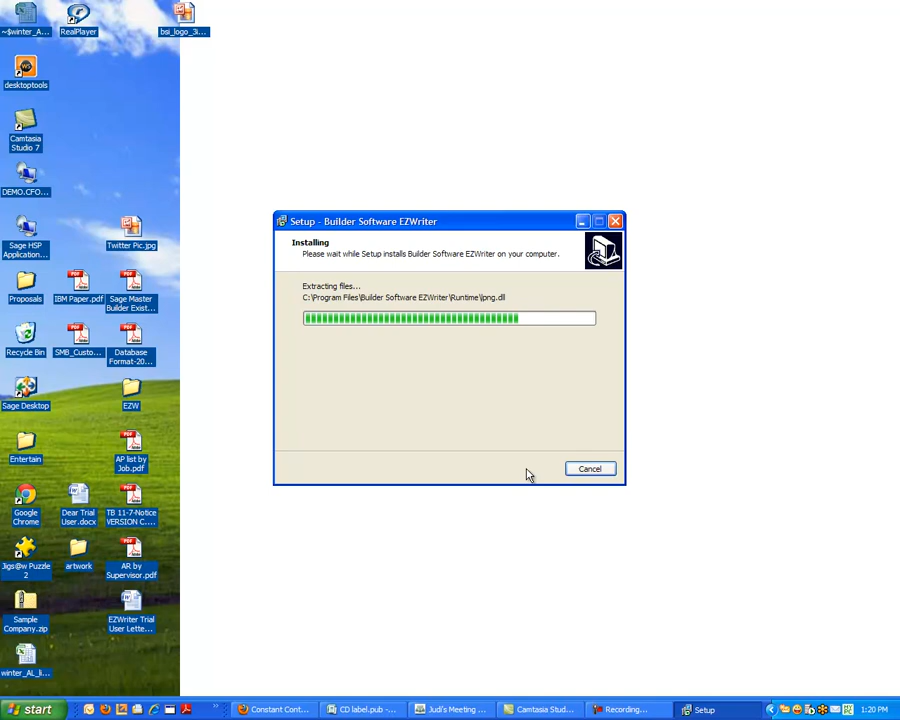 ~$winter_A...
RealPlayer
bsi_logo_3i...
desktoptools
Camtasia
Studio 7
DEMO.CFO...
Sage HSP
Application...
Twitter Pic.jpg
Proposals
IBM Paper.pdf
Sage Master
Builder Exist...
Recycle Bin
SMB_Custo...
Database
Format-20...
Sage Desktop
EZW
Entertain
AP list by
Job.pdf
Google
Chrome
Dear Trial
User.docx
TB 11-7-Notice
VERSION C....
Jigs@w Puzzle
2
artwork
AR by
Supervisor.pdf
Sample
Company.zip
EZWriter Trial
User Lette...
winter_AL_li...
Setup - Builder Software EZWriter
Installing
Please wait while Setup installs Builder Software EZWriter on your computer.
Extracting files...
C:\Program Files\Builder Software EZWriter\Runtime\jpng.dll
Cancel
start
Constant Cont...
CD label.pub -...
Judi's Meeting ...
Camtasia Stud...
Recording...
Setup
1:20 PM